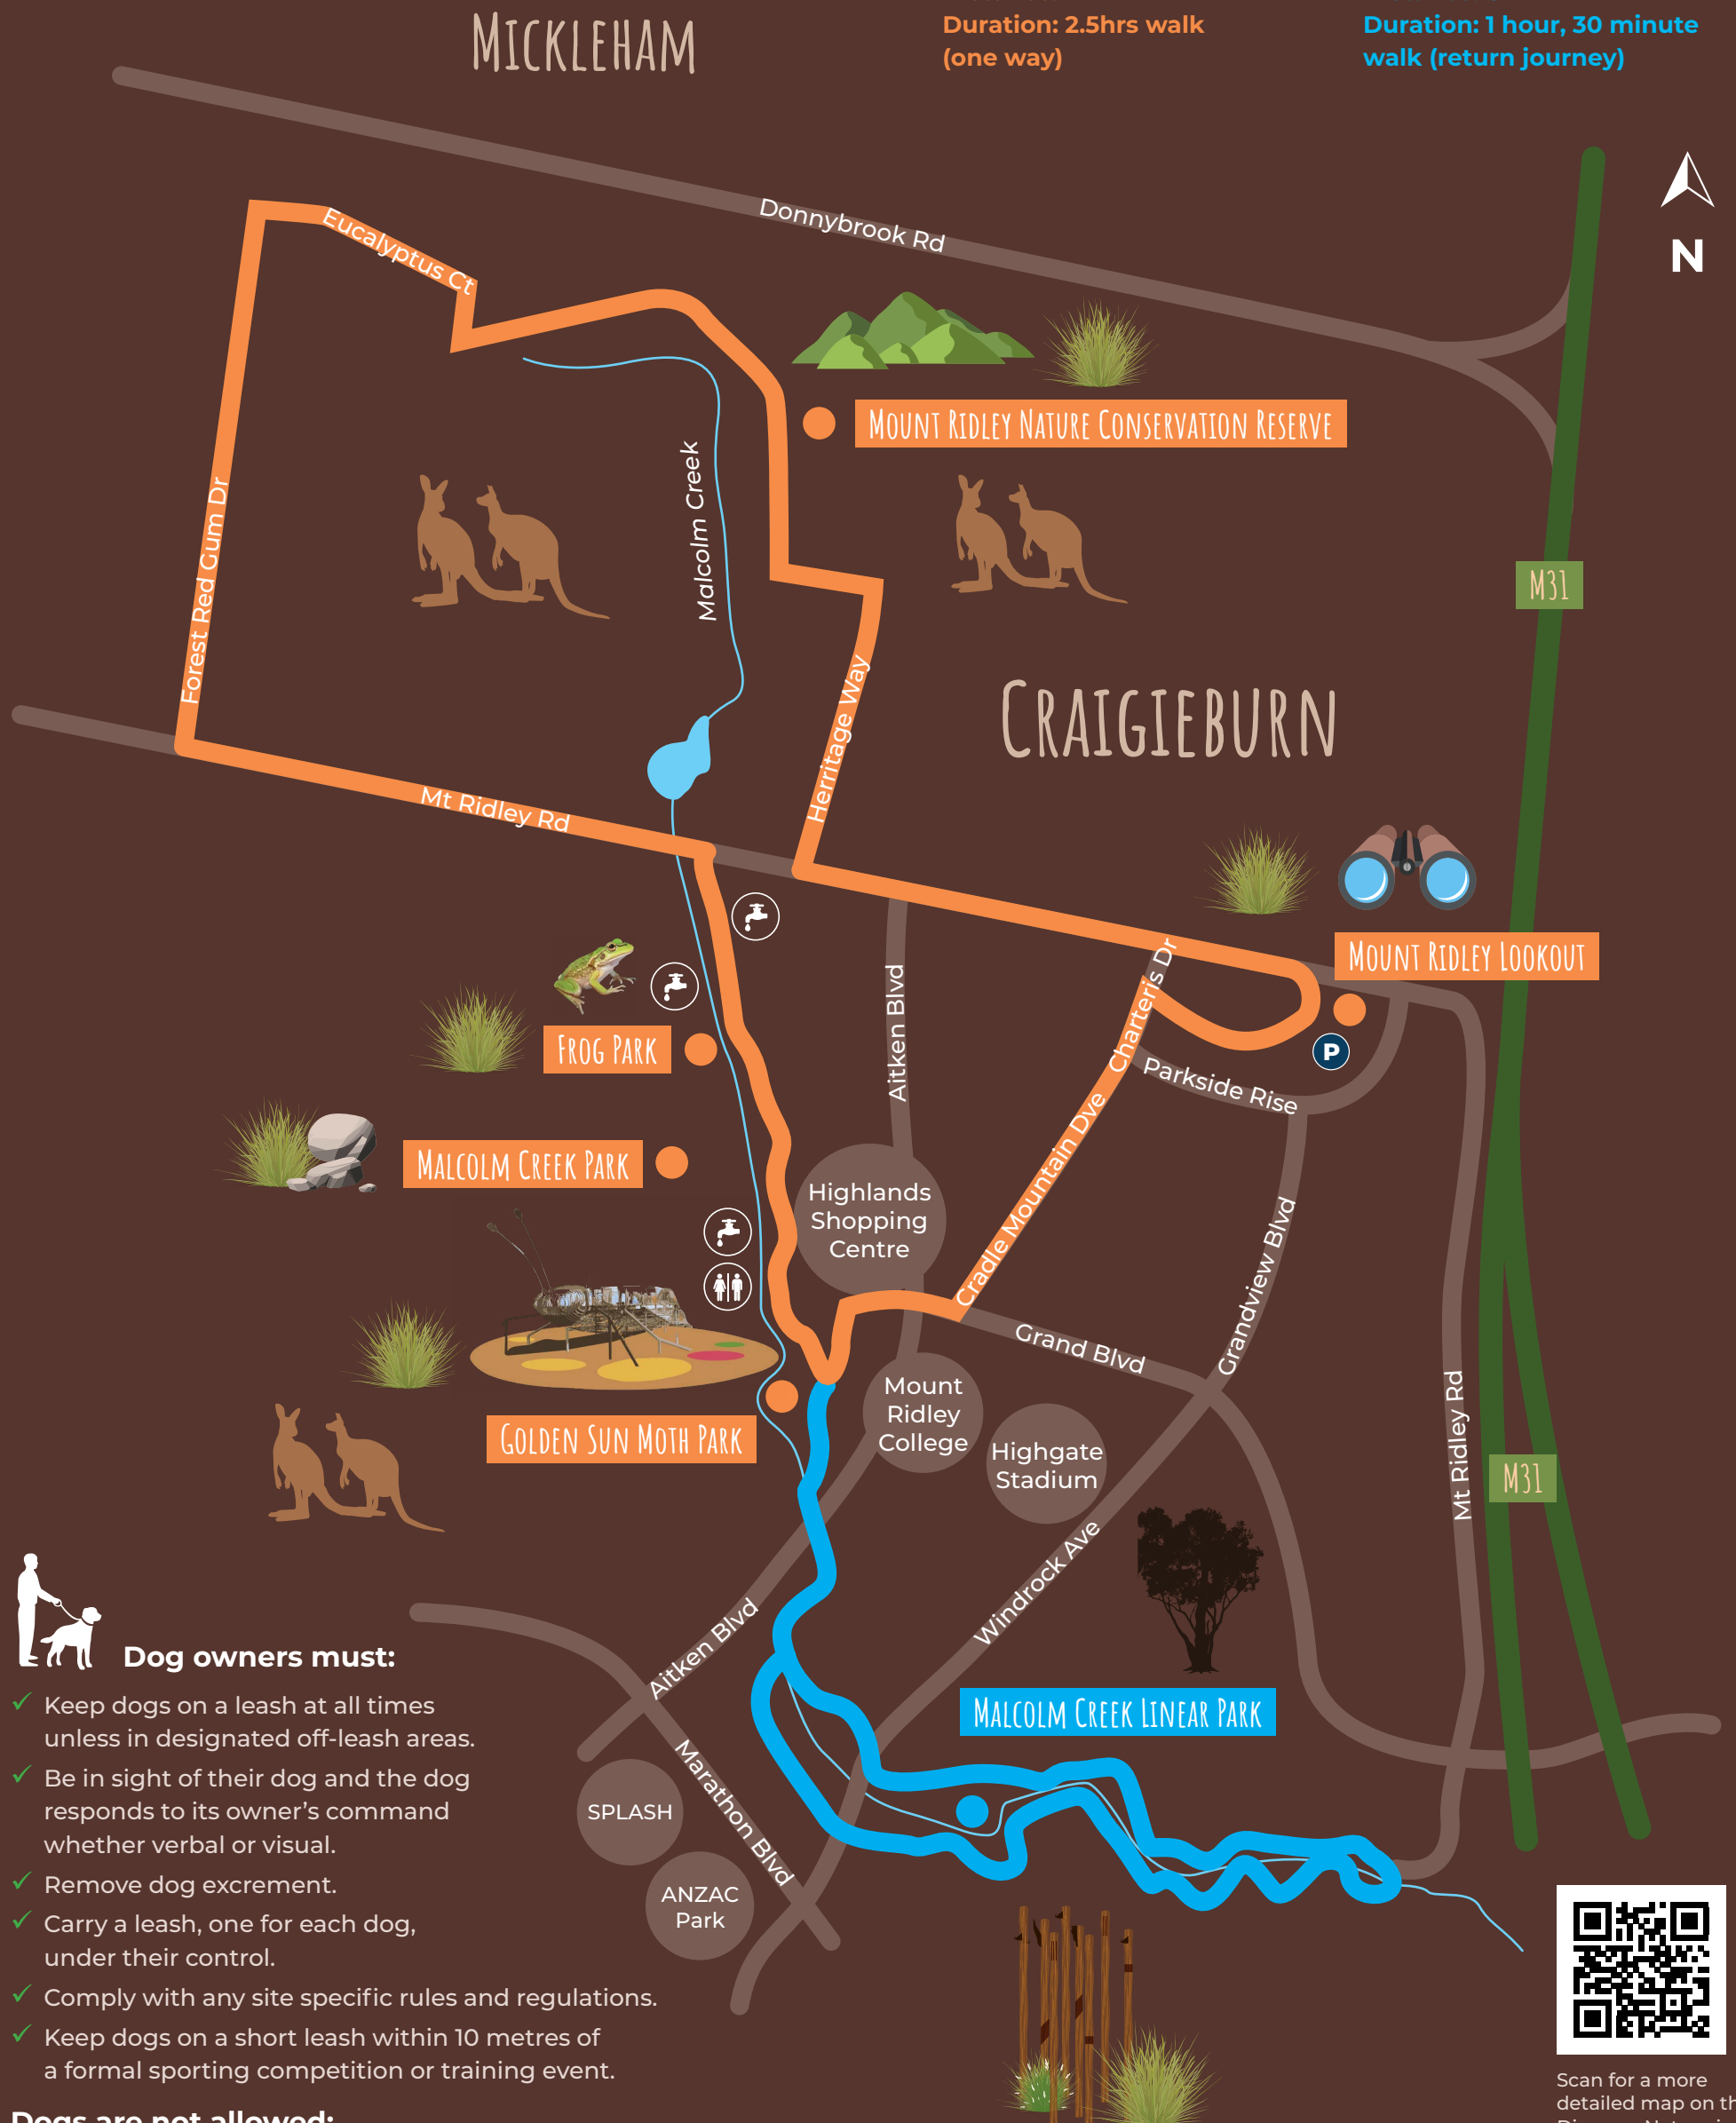 Mickleham
Duration: 2.5hrs walk
(one way)
Duration: 1 hour, 30 minute
walk (return journey)
N
Donnybrook Rd
Eucalyptus Ct
Mount Ridley Nature Conservation Reserve
Malcolm Creek
Forest Red Gum Dr
M31
Craigieburn
Herritage Way
Mt Ridley Rd
Mount Ridley Lookout
Charteris Dr
P
Parkside Rise
Aitken Blvd
Frog Park
Malcolm Creek Park
Cradle Mountain Dve
Highlands
Shopping
Centre
Grandview Blvd
Grand Blvd
Golden Sun Moth Park
Mount
Ridley
College
Highgate
Stadium
Mt Ridley Rd
M31
Windrock Ave
Aitken Blvd
Malcolm Creek Linear Park
Marathon Blvd
SPLASH
ANZAC
Park
Dog owners must:
Keep dogs on a leash at all times
unless in designated off-leash areas.
Be in sight of their dog and the dog
responds to its owner’s command
whether verbal or visual.
Remove dog excrement.
Carry a leash, one for each dog,
under their control.
Comply with any site specific rules and regulations.
Keep dogs on a short leash within 10 metres of
a formal sporting competition or training event.
Dogs are not allowed:
Scan for a more
detailed map on